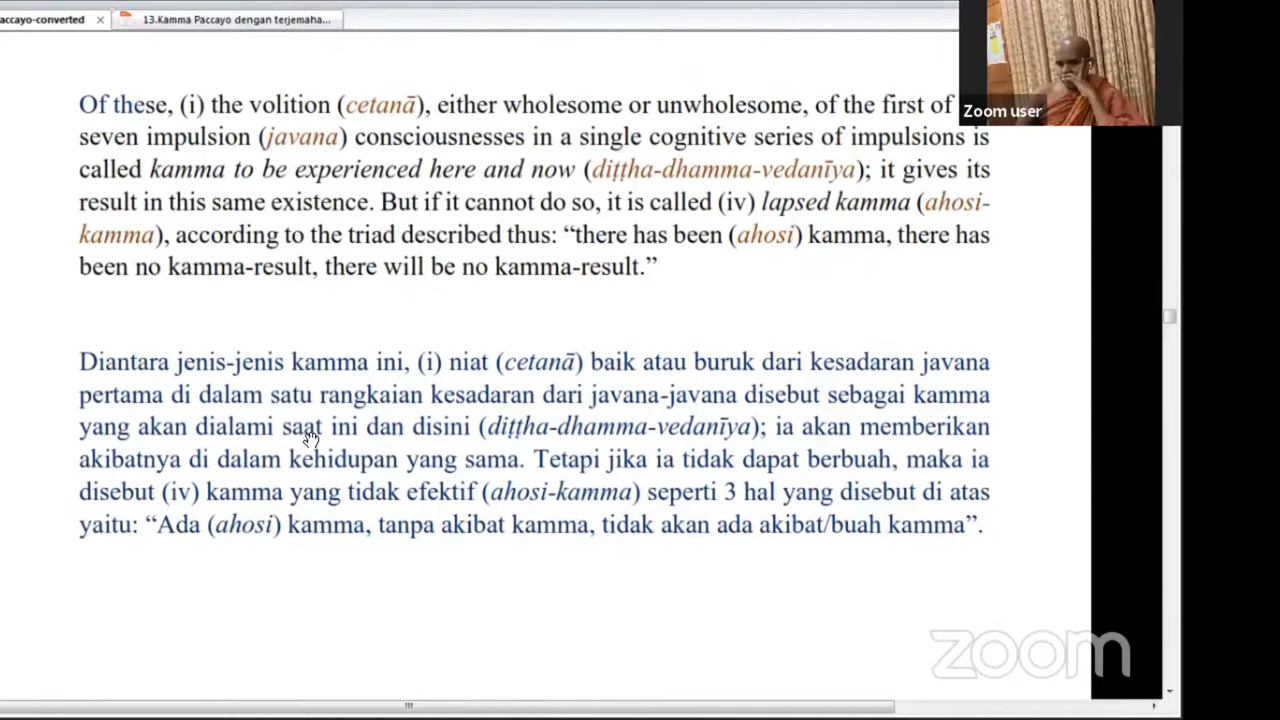 accayo-converted
13.Kamma Paccayo dengan terjemaha...
Zoom user
Of these, (i) the volition (cetanā), either wholesome or unwholesome, of the first of
seven impulsion (javana) consciousnesses in a single cognitive series of impulsions is
called kamma to be experienced here and now (diṭṭha-dhamma-vedanīya); it gives its
result in this same existence. But if it cannot do so, it is called (iv) lapsed kamma (ahosi-
kamma), according to the triad described thus: “there has been (ahosi) kamma, there has
been no kamma-result, there will be no kamma-result.”
Diantara jenis-jenis kamma ini, (i) niat (cetanā) baik atau buruk dari kesadaran javana
pertama di dalam satu rangkaian kesadaran dari javana-javana disebut sebagai kamma
yang akan dialami saat ini dan disini (diṭṭha-dhamma-vedanīya); ia akan memberikan
akibatnya di dalam kehidupan yang sama. Tetapi jika ia tidak dapat berbuah, maka ia
disebut (iv) kamma yang tidak efektif (ahosi-kamma) seperti 3 hal yang disebut di atas
yaitu: “Ada (ahosi) kamma, tanpa akibat kamma, tidak akan ada akibat/buah kamma”.
zoom